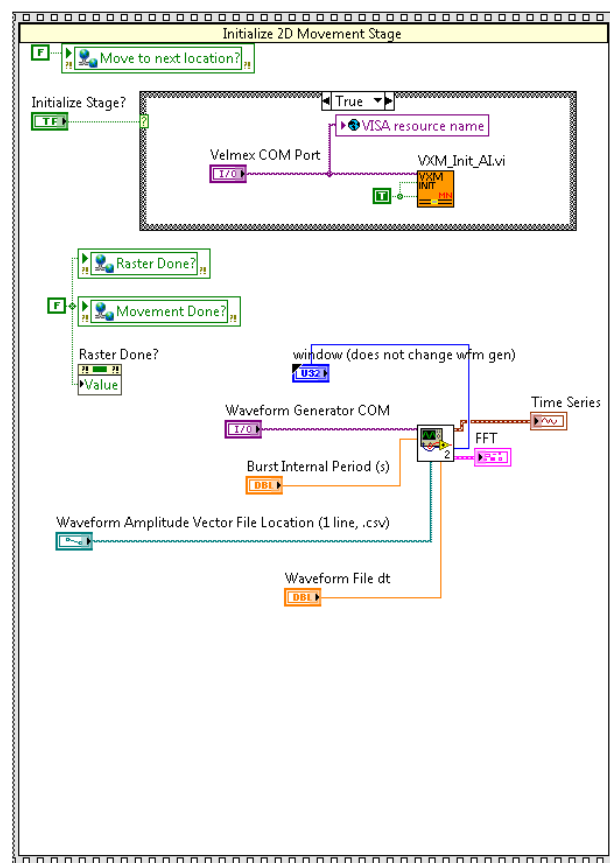 Initialize 2D Movement Stage
F
Move to next location?
?!
?!
Initialize Stage?
TF
True
?
VISA resource name
Velmex COM Port
I/O
VXM_Init_AI.vi
VXM
INIT
MN
T
?!
Raster Done?
?!
F
?!
Movement Done?
?!
Raster Done?
?!
?!
Value
window (does not change wfm gen)
U32
Waveform Generator COM
I/O
Time Series
FFT
2
Burst Internal Period (s)
DBL
Waveform Amplitude Vector File Location (1 line, .csv)
Waveform File dt
DBL